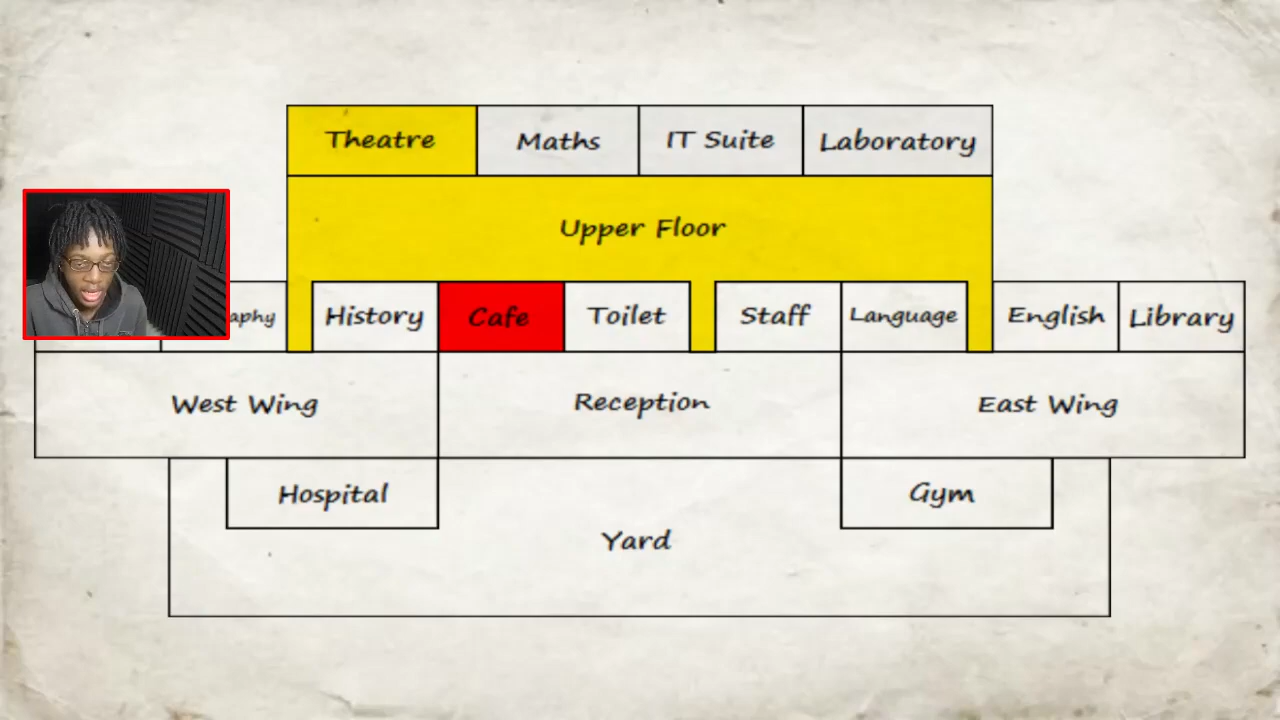 Theatre
Maths
IT Suite
Laboratory
Upper Floor
aphy
History
Cafe
Toilet
Staff
Language
English
Library
West Wing
Reception
East Wing
Hospital
Gym
Yard